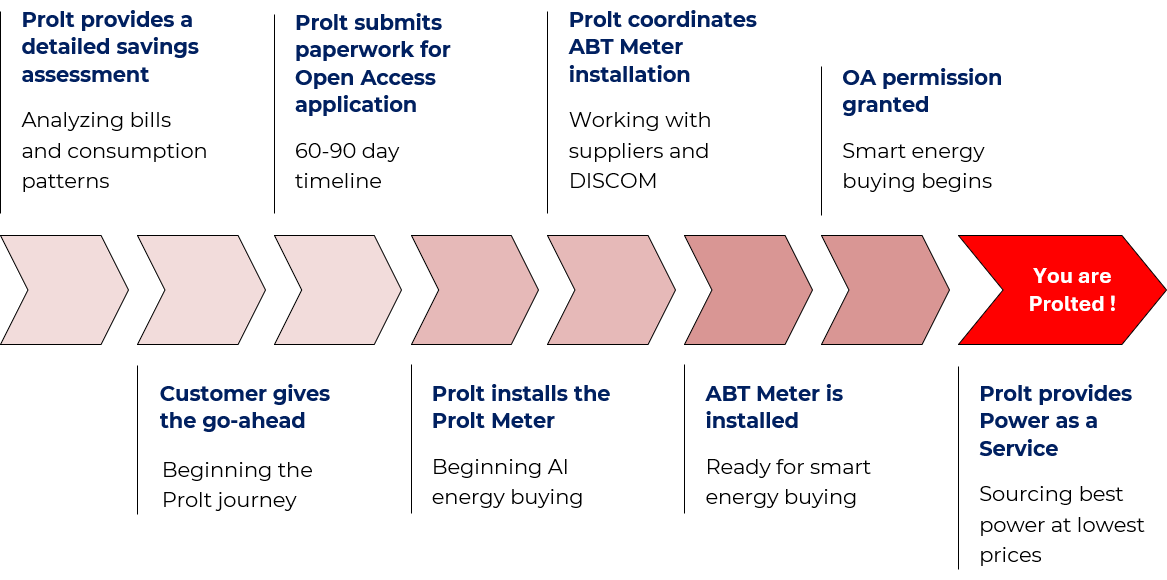 Prolt provides a
detailed savings
assessment
Analyzing bills
and consumption
patterns
Prolt submits
paperwork for
Open Access
application
60-90 day
timeline
Prolt coordinates
ABT Meter
installation
Working with
suppliers and
DISCOM
OA permission
granted
Smart energy
buying begins
You are
Prolted !
Customer gives
the go-ahead
Beginning the
Prolt journey
Prolt installs the
Prolt Meter
Beginning AI
energy buying
ABT Meter is
installed
Ready for smart
energy buying
Prolt provides
Power as a
Service
Sourcing best
power at lowest
prices